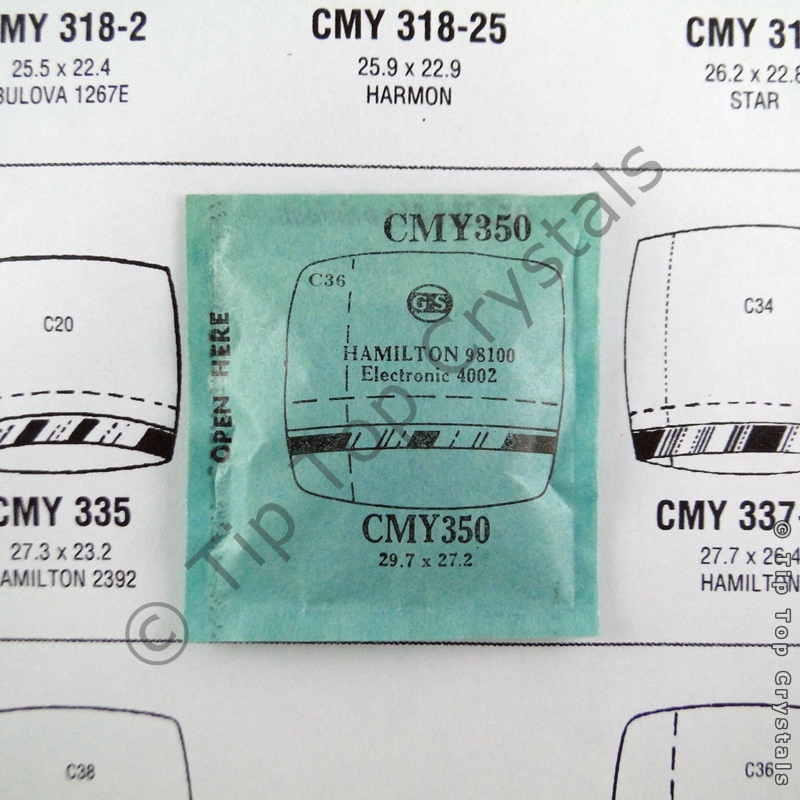 CMY 318-2
25.5 x 22.4
BULOVA 1267E
CMY 318-25
25.9 x 22.9
HARMON
CMY 31
26.2 x 22.8
STAR
C20
CMY 335
27.3 x 23.2
HAMILTON 2392
OPEN HERE
CMY350
C36
GS
HAMILTON 98100
Electronic 4002
CMY350
29.7 x 27.2
C34
CMY 337-
27.7 x 26.4
HAMILTON
C38
C36
© Tip Top Crystals
© Tip Top Crystals